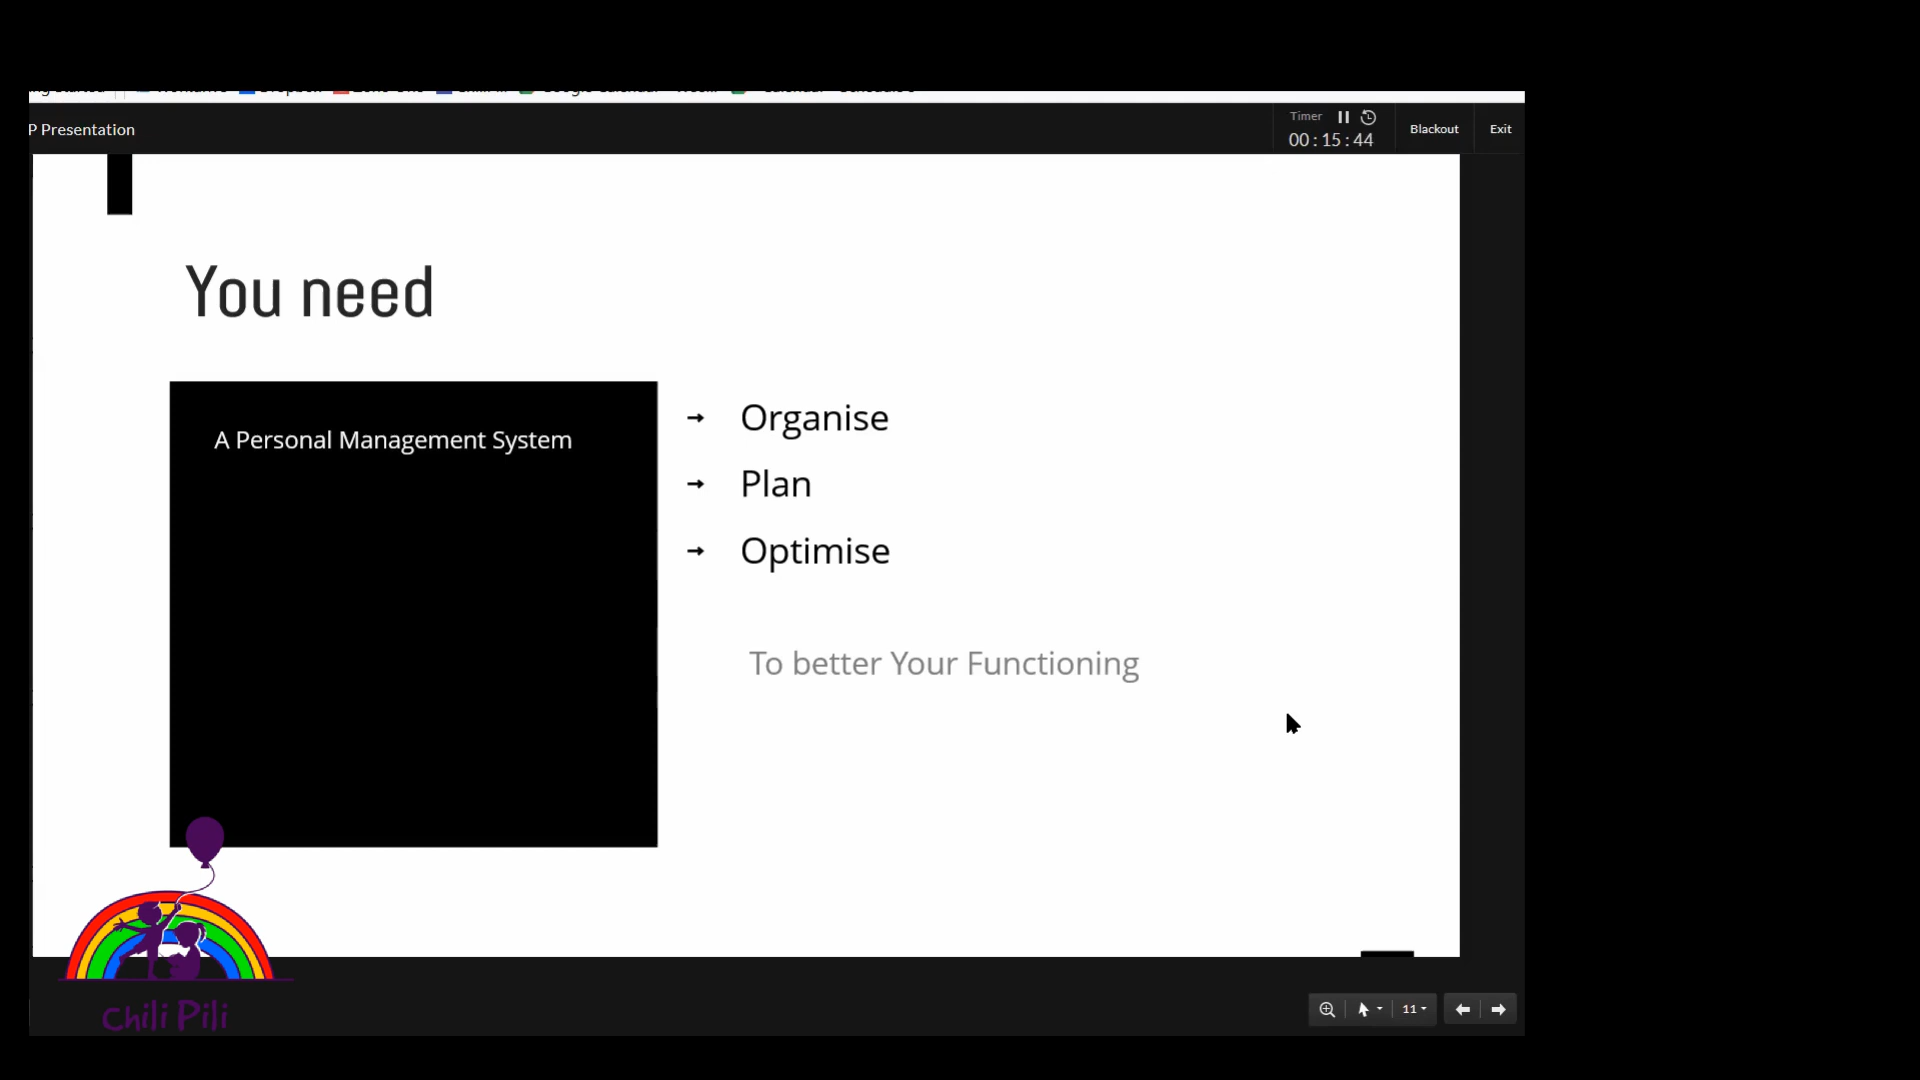 P Presentation
Timer
00:15:44
Blackout
Exit
You need
A Personal Management System
→ Organise
→ Plan
→ Optimise
To better Your Functioning
Chili Pili
11